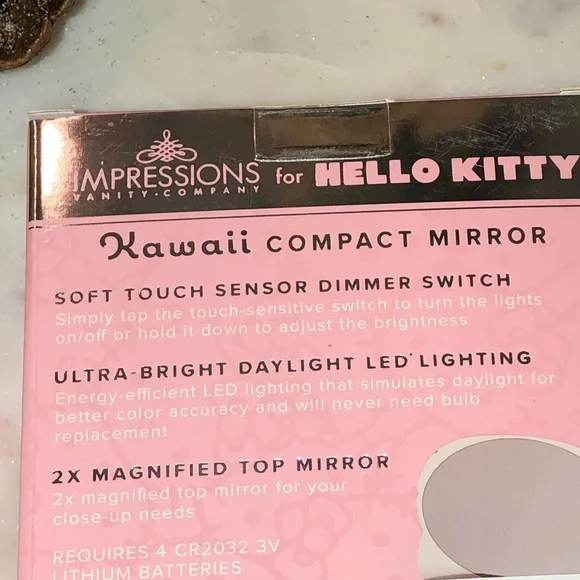 IMPRESSIONS for HELLO KITTY
VANITY·COMPANY
Kawaii COMPACT MIRROR
SOFT TOUCH SENSOR DIMMER SWITCH
Simply tap the touch-sensitive switch to turn the lights
on/off or hold it down to adjust the brightness
ULTRA-BRIGHT DAYLIGHT LED LIGHTING
Energy-efficient LED lighting that simulates daylight for
better color accuracy and will never need bulb
replacement
2X MAGNIFIED TOP MIRROR
2x magnified top mirror for your
close-up needs
REQUIRES 4 CR2032 3V
LITHIUM BATTERIES